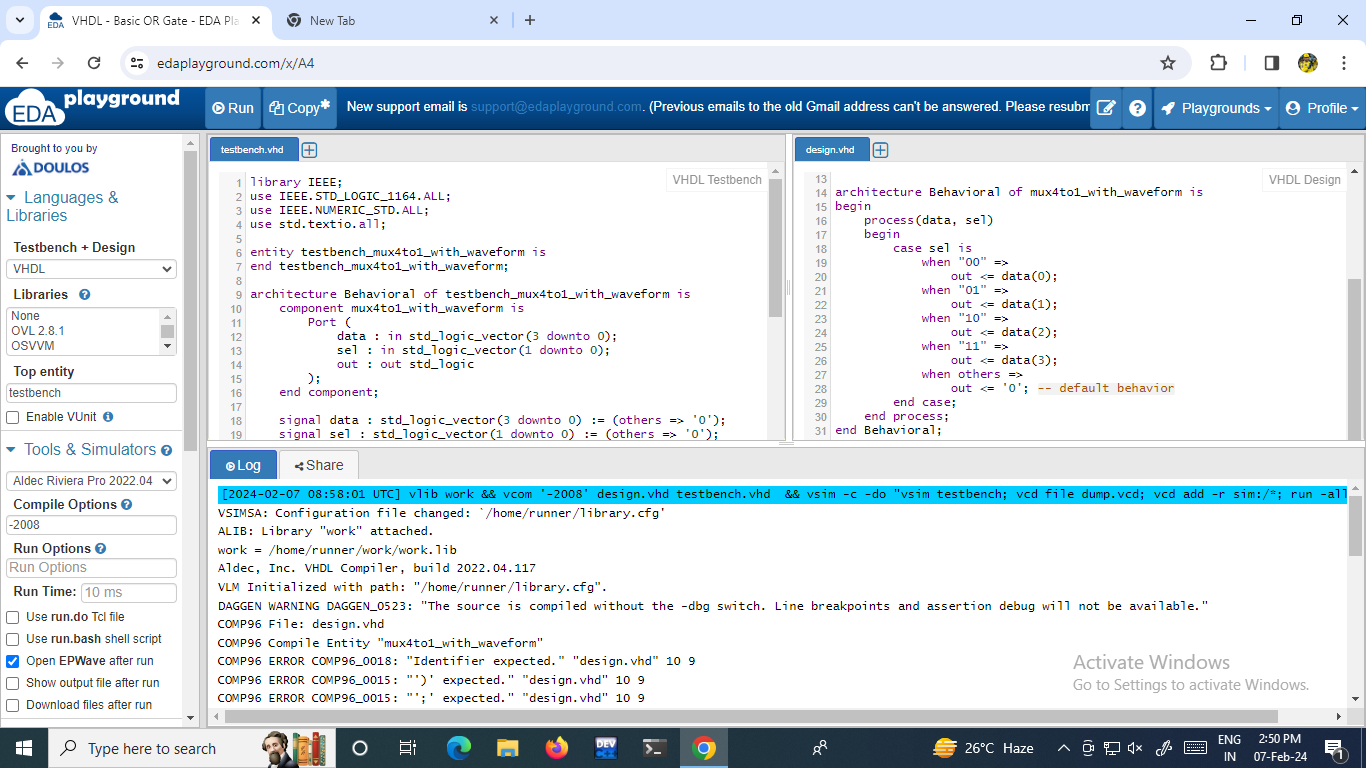 VHDL - Basic OR Gate - EDA Pla
New Tab
edaplayground.com/x/A4
EDA playground
Run
Copy*
New support email is support@edaplayground.com. (Previous emails to the old Gmail address can't be answered. Please resubm
Playgrounds
Profile
Brought to you by
DOULOS
Languages & Libraries
Testbench + Design
VHDL
Libraries
None
OVL 2.8.1
OSVVM
Top entity
testbench
Enable VUnit
Tools & Simulators
Aldec Riviera Pro 2022.04
Compile Options
-2008
Run Options
Run Options
Run Time: 10 ms
Use run.do Tcl file
Use run.bash shell script
Open EPWave after run
Show output file after run
Download files after run
testbench.vhd
VHDL Testbench
1 library IEEE;
2 use IEEE.STD_LOGIC_1164.ALL;
3 use IEEE.NUMERIC_STD.ALL;
4 use std.textio.all;
5
6 entity testbench_mux4to1_with_waveform is
7 end testbench_mux4to1_with_waveform;
8
9 architecture Behavioral of testbench_mux4to1_with_waveform is
10 component mux4to1_with_waveform is
11 Port (
12 data : in std_logic_vector(3 downto 0);
13 sel : in std_logic_vector(1 downto 0);
14 out : out std_logic
15 );
16 end component;
17
18 signal data : std_logic_vector(3 downto 0) := (others => '0');
19 signal sel : std_logic_vector(1 downto 0) := (others => '0');
design.vhd
VHDL Design
13
14 architecture Behavioral of mux4to1_with_waveform is
15 begin
16 process(data, sel)
17 begin
18 case sel is
19 when "00" =>
20 out <= data(0);
21 when "01" =>
22 out <= data(1);
23 when "10" =>
24 out <= data(2);
25 when "11" =>
26 out <= data(3);
27 when others =>
28 out <= '0'; -- default behavior
29 end case;
30 end process;
31 end Behavioral;
Log
Share
[2024-02-07 08:58:01 UTC] vlib work && vcom '-2008' design.vhd testbench.vhd && vsim -c -do "vsim testbench; vcd file dump.vcd; vcd add -r sim:/*; run -all
VSIMSA: Configuration file changed: `/home/runner/library.cfg'
ALIB: Library "work" attached.
work = /home/runner/work/work.lib
Aldec, Inc. VHDL Compiler, build 2022.04.117
VLM Initialized with path: "/home/runner/library.cfg".
DAGGEN WARNING DAGGEN_0523: "The source is compiled without the -dbg switch. Line breakpoints and assertion debug will not be available."
COMP96 File: design.vhd
COMP96 Compile Entity "mux4to1_with_waveform"
COMP96 ERROR COMP96_0018: "Identifier expected." "design.vhd" 10 9
COMP96 ERROR COMP96_0015: "')' expected." "design.vhd" 10 9
COMP96 ERROR COMP96_0015: "';' expected." "design.vhd" 10 9
Activate Windows
Go to Settings to activate Windows.
Type here to search
DEV
26°C Haze
ENG
IN
2:50 PM
07-Feb-24
1